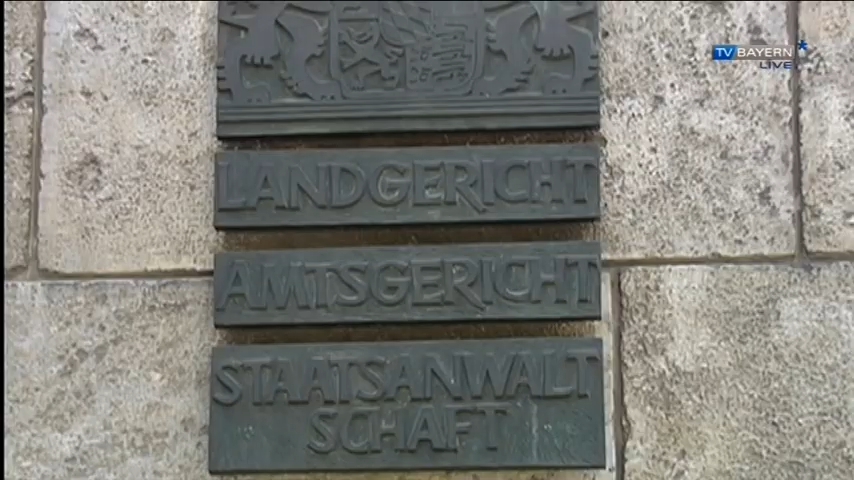 TV BAYERN
LIVE
LANDGERICHT
AMTSGERICHT
STAATSANWALT
SCHAFT